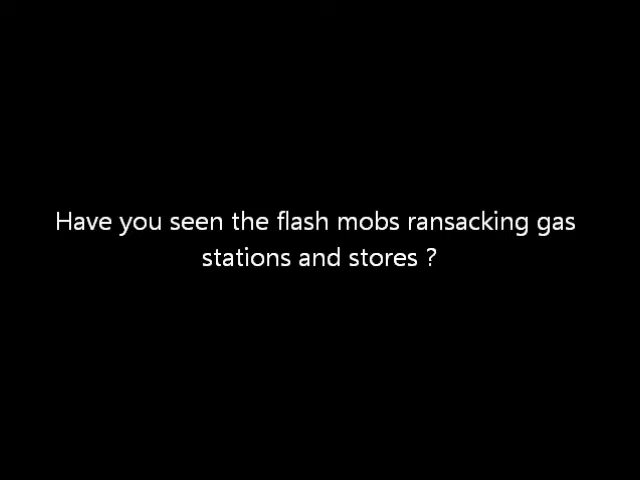 Have you seen the flash mobs ransacking gas
stations and stores ?